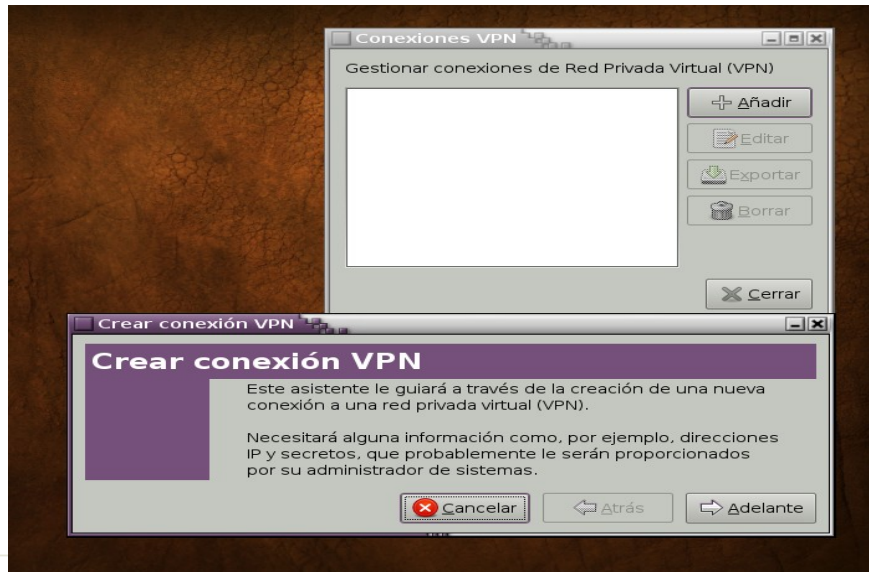 Conexiones VPN
Gestionar conexiones de Red Privada Virtual (VPN)
Añadir
Editar
Exportar
Borrar
Cerrar
Crear conexión VPN
Crear conexión VPN
Este asistente le guiará a través de la creación de una nueva
conexión a una red privada virtual (VPN).
Necesitará alguna información como, por ejemplo, direcciones
IP y secretos, que probablemente le serán proporcionados
por su administrador de sistemas.
Cancelar
Atrás
Adelante